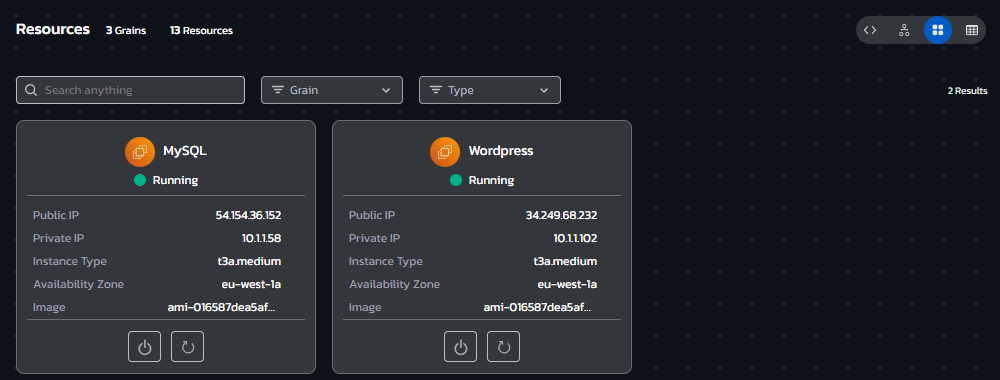 Resources 3 Grains 13 Resources
Search anything Grain Type 2 Results
MySQL
Running
Public IP 54.154.36.152
Private IP 10.1.1.58
Instance Type t3a.medium
Availability Zone eu-west-1a
Image ami-016587dea5af...
Wordpress
Running
Public IP 34.249.68.232
Private IP 10.1.1.102
Instance Type t3a.medium
Availability Zone eu-west-1a
Image ami-016587dea5af...